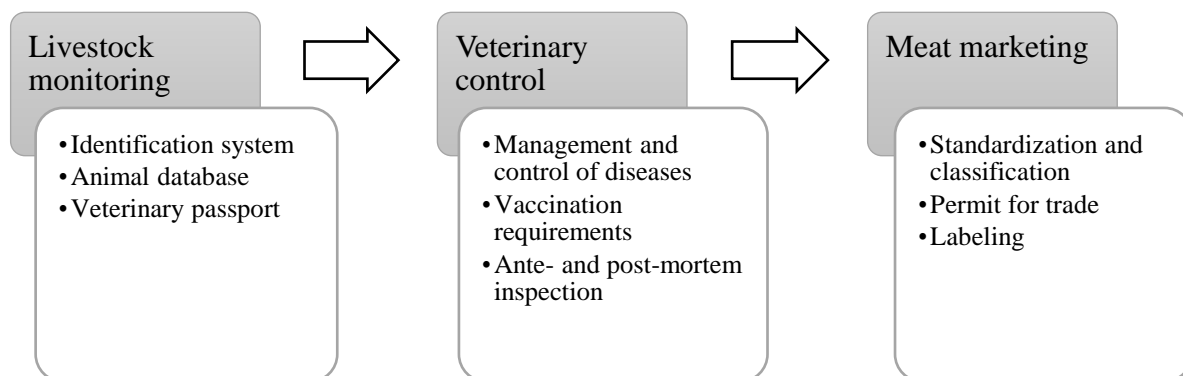 Livestock
monitoring
• Identification system
• Animal database
• Veterinary passport
Veterinary
control
• Management and
control of diseases
• Vaccination
requirements
• Ante- and post-mortem
inspection
Meat marketing
• Standardization and
classification
• Permit for trade
• Labeling